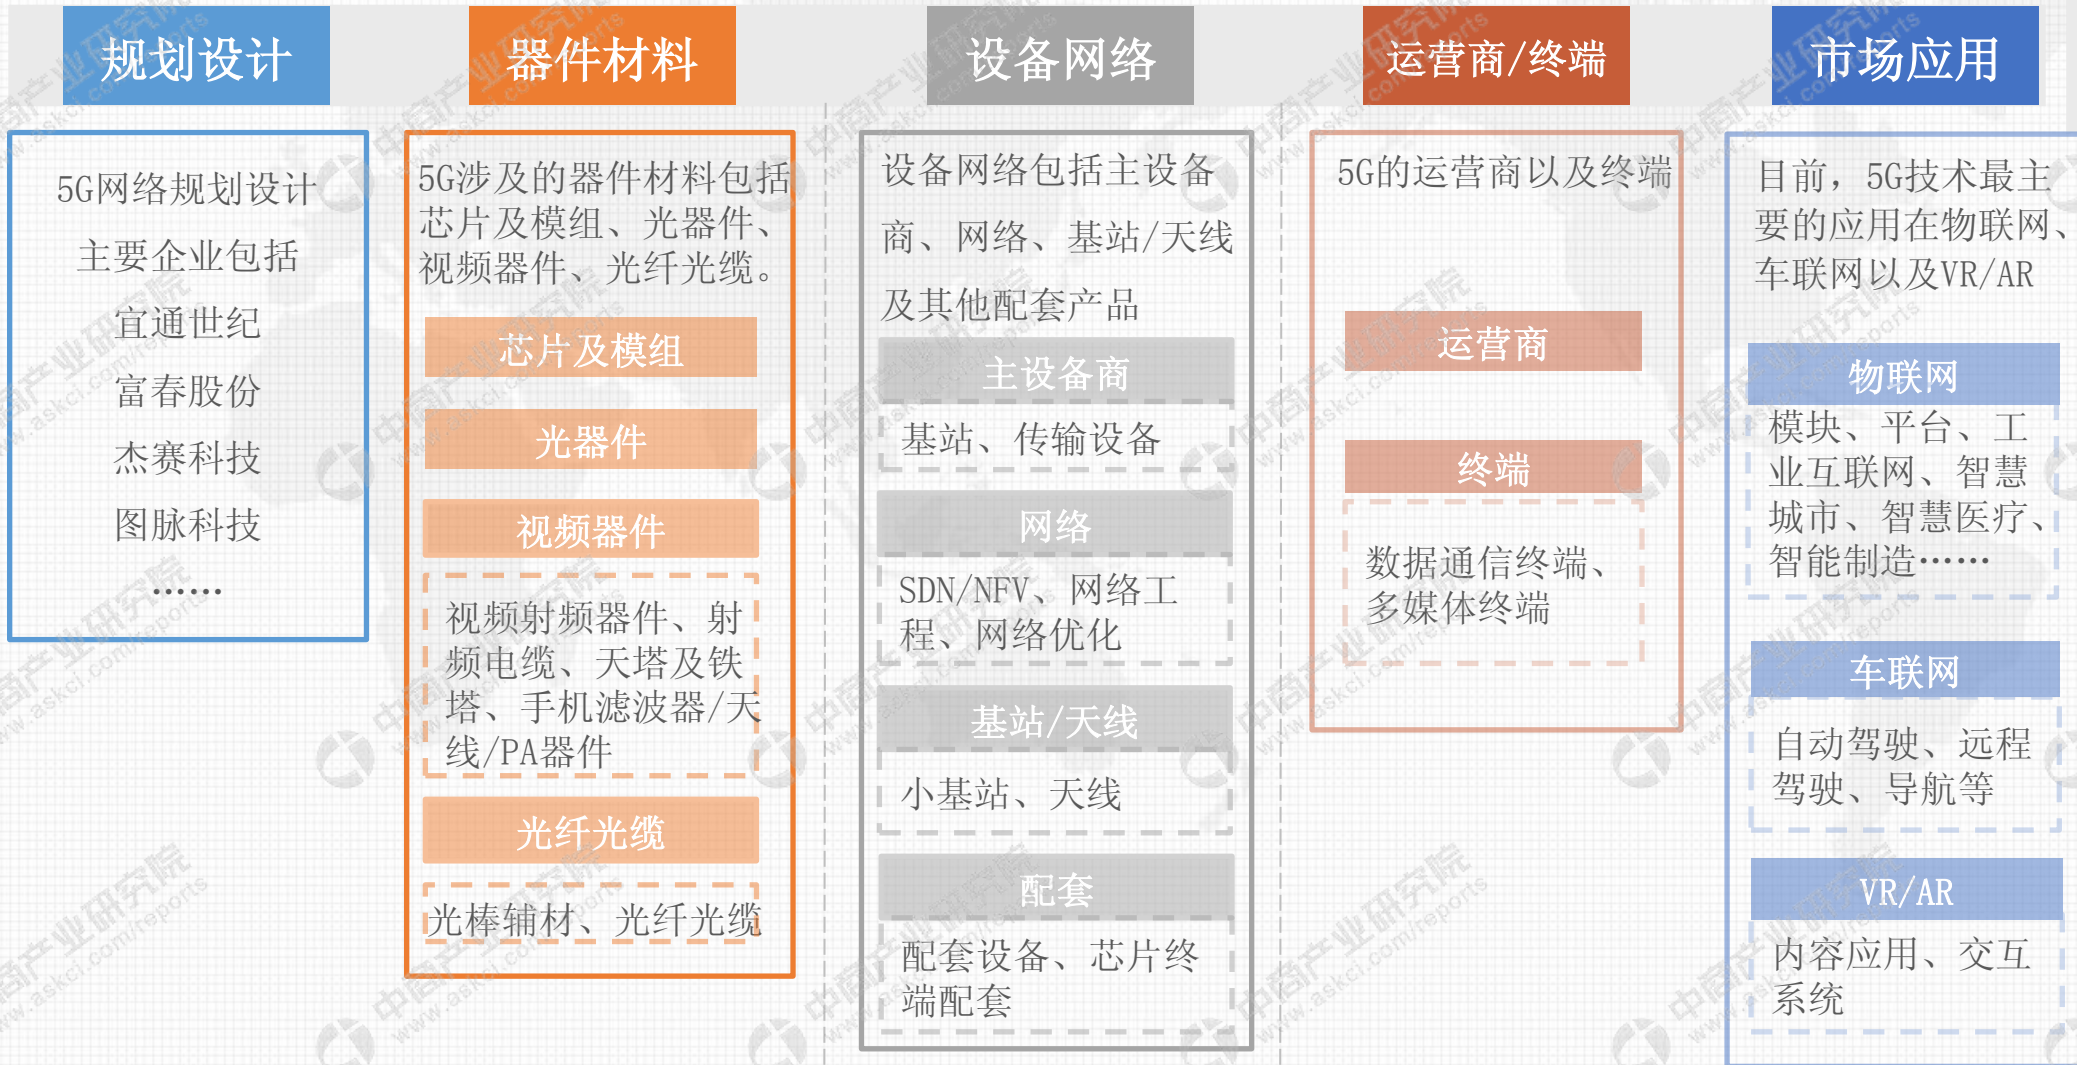 规划设计
5G网络规划设计
主要企业包括
宜通世纪
富春股份
杰赛科技
图脉科技
……
器件材料
5G涉及的器件材料包括
芯片及模组、光器件、
视频器件、光纤光缆。
芯片及模组
光器件
视频器件
视频射频器件、射
频电缆、天塔及铁
塔、手机滤波器/天
线/PA器件
光纤光缆
光棒辅材、光纤光缆
设备网络
设备网络包括主设备
商、网络、基站/天线
及其他配套产品
主设备商
基站、传输设备
网络
SDN/NFV、网络工
程、网络优化
基站/天线
小基站、天线
配套
配套设备、芯片终
端配套
运营商/终端
5G的运营商以及终端
运营商
终端
数据通信终端、
多媒体终端
市场应用
目前，5G技术最主
要的应用在物联网、
车联网以及VR/AR
物联网
模块、平台、工
业互联网、智慧
城市、智慧医疗、
智能制造……
车联网
自动驾驶、远程
驾驶、导航等
VR/AR
内容应用、交互
系统
中商产业研究院
www.askci.com/reports